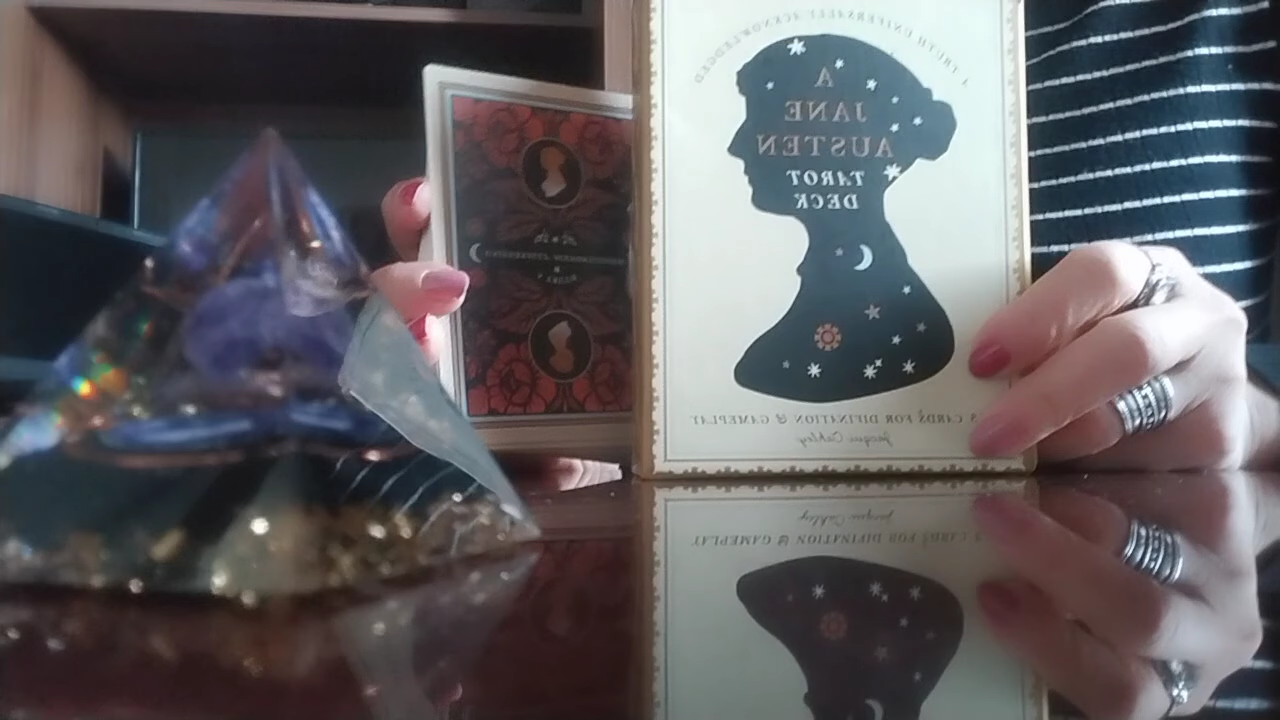 A TRUTH UNIVERSALLY ACKNOWLEDGED
A
JANE
AUSTEN
TAROT
DECK
CARDS FOR DIVINATION & GAMEPLAY
Jacqui Oakley